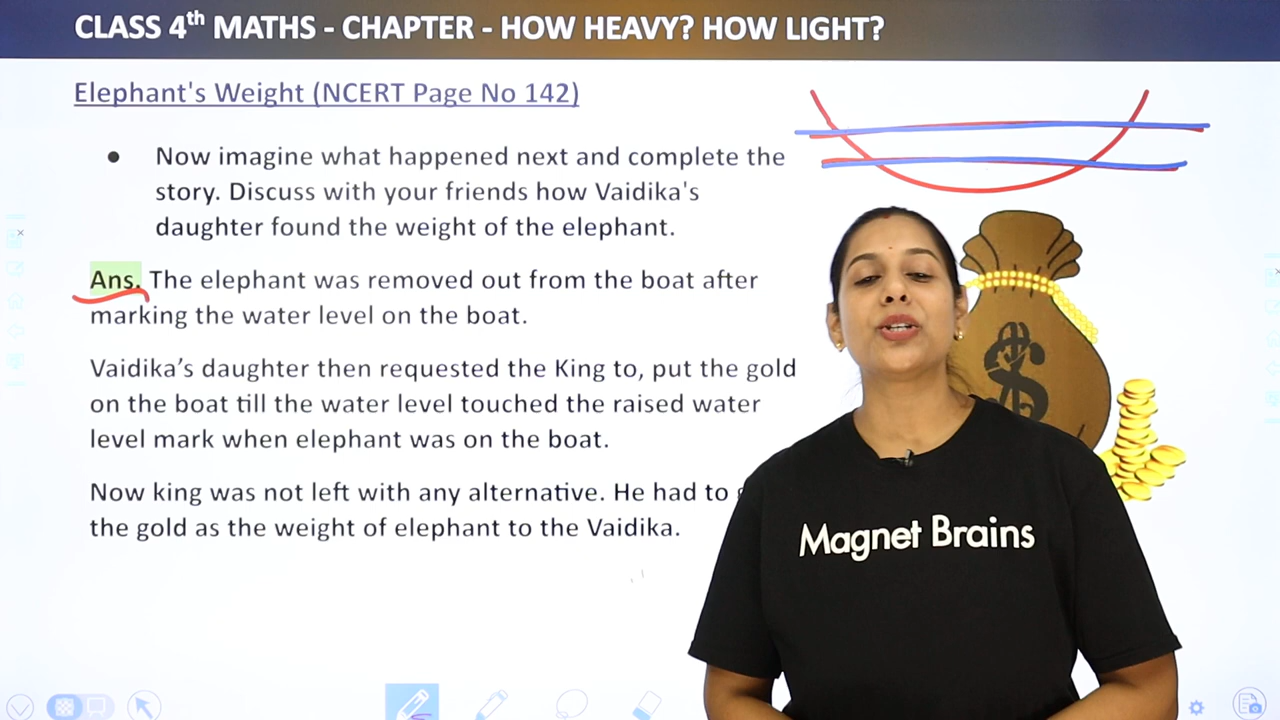 CLASS 4th MATHS - CHAPTER - HOW HEAVY? HOW LIGHT?
Elephant's Weight (NCERT Page No 142)
• Now imagine what happened next and complete the
story. Discuss with your friends how Vaidika's
daughter found the weight of the elephant.
Ans. The elephant was removed out from the boat after
marking the water level on the boat.
Vaidika’s daughter then requested the King to, put the gold
on the boat till the water level touched the raised water
level mark when elephant was on the boat.
Now king was not left with any alternative. He had to
the gold as the weight of elephant to the Vaidika.
$
Magnet Brains